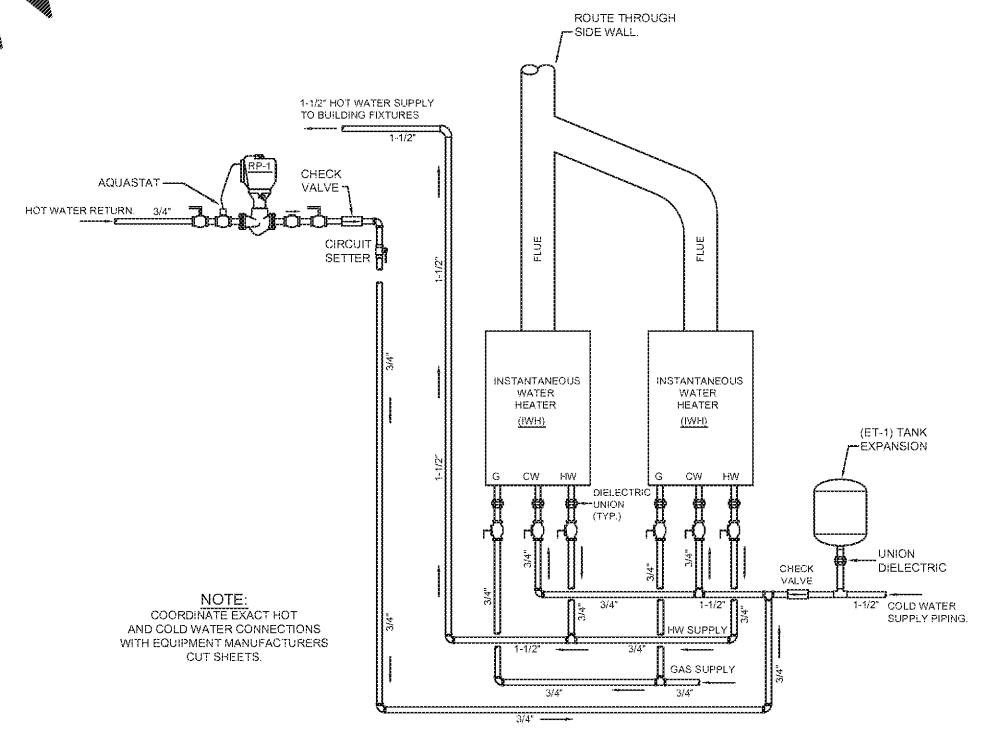 ROUTE THROUGH
SIDE WALL.
1-1/2" HOT WATER SUPPLY
TO BUILDING FIXTURES
1-1/2"
RP-1
AQUASTAT
CHECK
VALVE
HOT WATER RETURN.
3/4"
CIRCUIT
SETTER
1-1/2"
FLUE
FLUE
3/4"
INSTANTANEOUS
WATER
HEATER
(IWH)
INSTANTANEOUS
WATER
HEATER
(IWH)
(ET-1) TANK
EXPANSION
1-1/2"
G CW HW
G CW HW
DIELECTRIC
UNION
(TYP.)
UNION
DIELECTRIC
3/4"
3/4"
CHECK
VALVE
3/4"
3/4"
3/4"
1-1/2"
1-1/2"
COLD WATER
SUPPLY PIPING.
3/4"
3/4"
NOTE:
COORDINATE EXACT HOT
AND COLD WATER CONNECTIONS
WITH EQUIPMENT MANUFACTURERS
CUT SHEETS.
3/4"
HW SUPPLY
1-1/2"
3/4"
GAS SUPPLY
3/4"
3/4"
3/4"
3/4"